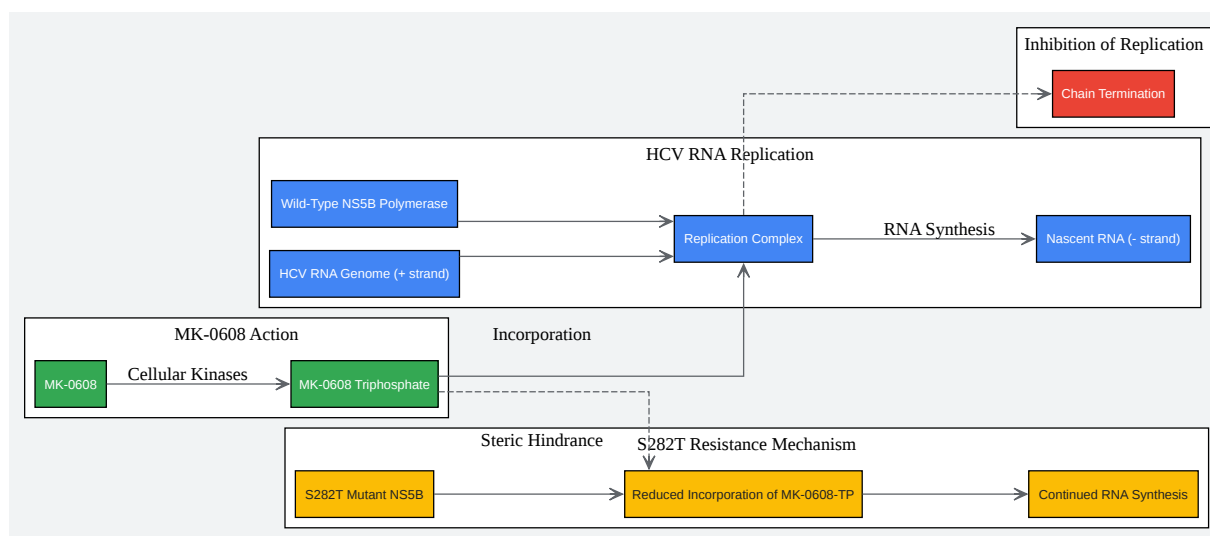 Inhibition of Replication
Chain Termination
HCV RNA Replication
Wild-Type NS5B Polymerase
Replication Complex
RNA Synthesis
Nascent RNA (- strand)
HCV RNA Genome (+ strand)
MK-0608 Action
Incorporation
MK-0608
Cellular Kinases
MK-0608 Triphosphate
Steric Hindrance
S282T Resistance Mechanism
S282T Mutant NS5B
Reduced Incorporation of MK-0608-TP
Continued RNA Synthesis